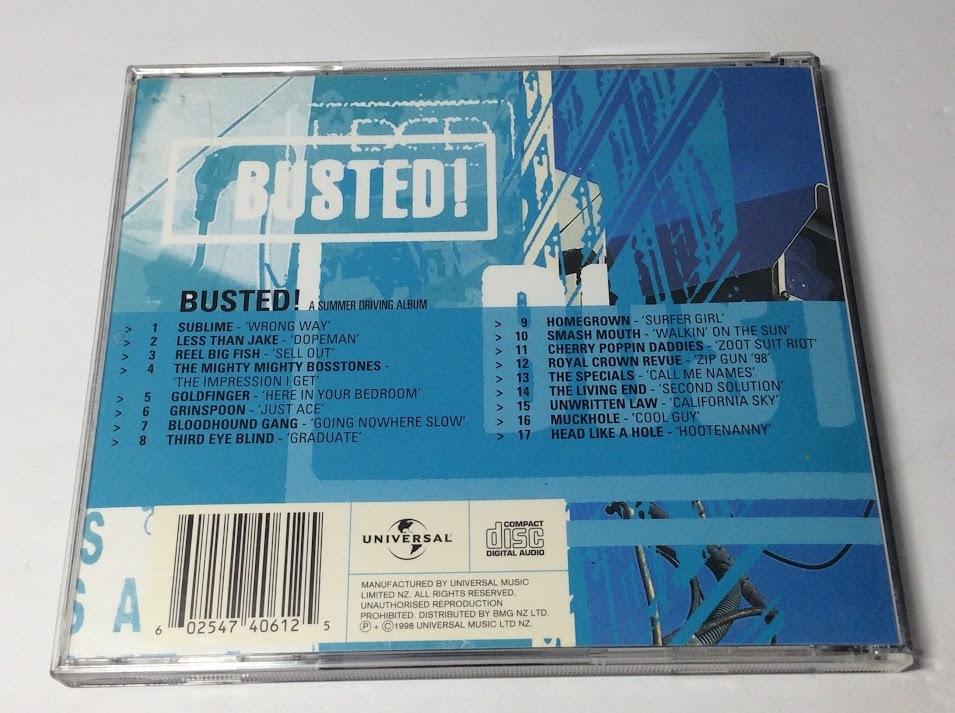 BUSTED!
BUSTED! A SUMMER DRIVING ALBUM
> 1 SUBLIME - 'WRONG WAY'
> 2 LESS THAN JAKE - 'DOPEMAN'
> 3 REEL BIG FISH - 'SELL OUT'
> 4 THE MIGHTY MIGHTY BOSSTONES -
'THE IMPRESSION I GET'
> 5 GOLDFINGER - 'HERE IN YOUR BEDROOM'
> 6 GRINSPOON - 'JUST ACE'
> 7 BLOODHOUND GANG - 'GOING NOWHERE SLOW'
> 8 THIRD EYE BLIND - 'GRADUATE'
> 9 HOMEGROWN - 'SURFER GIRL'
> 10 SMASH MOUTH - 'WALKIN' ON THE SUN'
> 11 CHERRY POPPIN DADDIES - 'ZOOT SUIT RIOT'
> 12 ROYAL CROWN REVUE - 'ZIP GUN '98'
> 13 THE SPECIALS - 'CALL ME NAMES'
> 14 THE LIVING END - 'SECOND SOLUTION'
> 15 UNWRITTEN LAW - 'CALIFORNIA SKY'
> 16 MUCKHOLE - 'COOL GUY'
> 17 HEAD LIKE A HOLE - 'HOOTENANNY'
S
S A
6 02547 40612 5
UNIVERSAL
COMPACT
disc
DIGITAL AUDIO
MANUFACTURED BY UNIVERSAL MUSIC
LIMITED NZ. ALL RIGHTS RESERVED.
UNAUTHORISED REPRODUCTION
PROHIBITED. DISTRIBUTED BY BMG NZ LTD.
Ⓟ + © 1998 UNIVERSAL MUSIC LTD NZ.